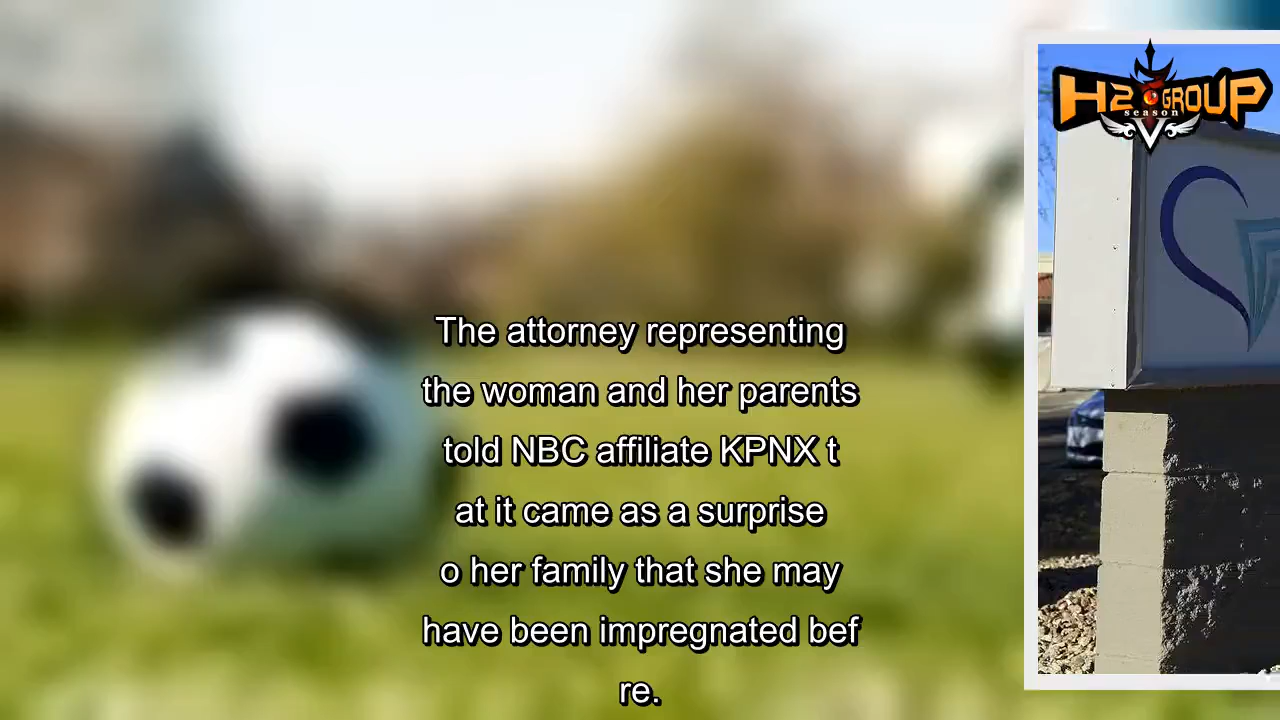 H2 GROUP
season
The attorney representing
the woman and her parents
told NBC affiliate KPNX t
at it came as a surprise
o her family that she may
have been impregnated bef
re.